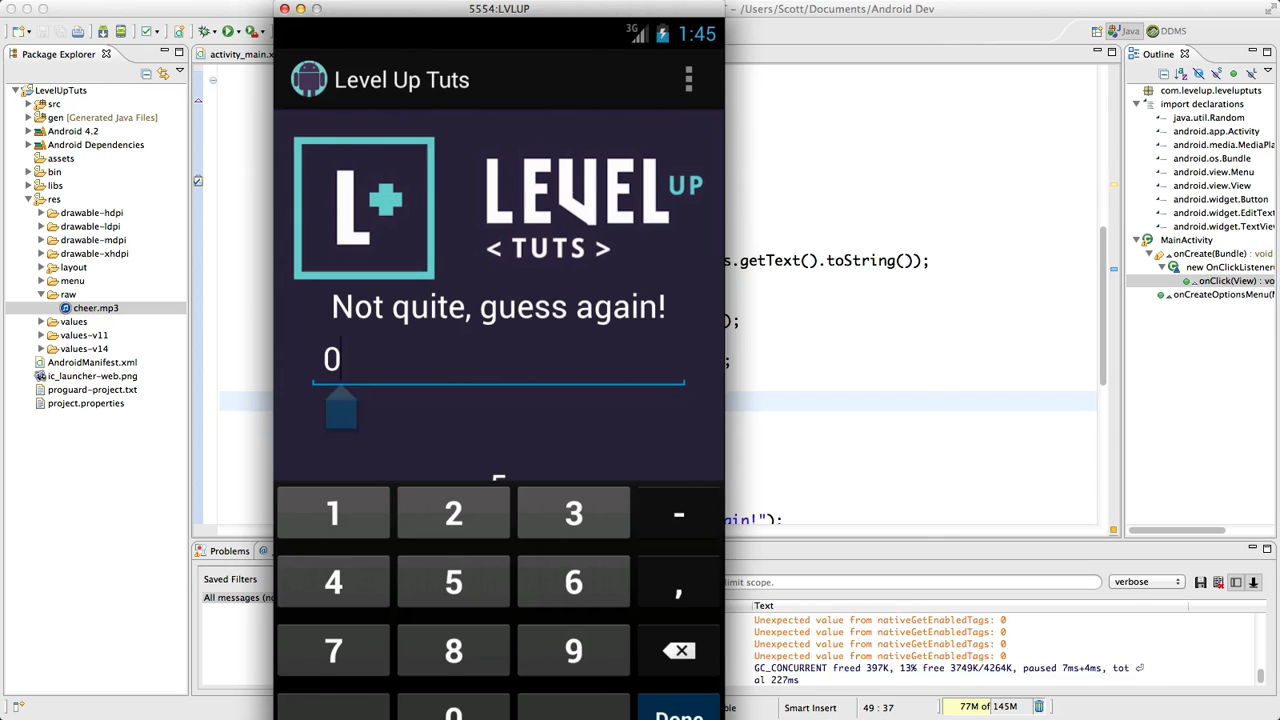 5554:LVLUP
- /Users/Scott/Documents/Android Dev
Java
DDMS
Package Explorer
activity_main.x
Outline
LevelUpTuts
src
gen [Generated Java Files]
Android 4.2
Android Dependencies
assets
bin
libs
res
drawable-hdpi
drawable-ldpi
drawable-mdpi
drawable-xhdpi
layout
menu
raw
cheer.mp3
values
values-v11
values-v14
AndroidManifest.xml
ic_launcher-web.png
proguard-project.txt
project.properties
3G
1:45
Level Up Tuts
L+
LEVEL UP
< TUTS >
Not quite, guess again!
0
1 2 3 -
4 5 6 ,
7 8 9
0
Done
s.getText().toString());
);
;
ain!");
com.levelup.leveluptuts
import declarations
java.util.Random
android.app.Activity
android.media.MediaPla
android.os.Bundle
android.view.Menu
android.view.View
android.widget.Button
android.widget.EditText
android.widget.TextView
MainActivity
onCreate(Bundle) : void
new OnClickListener
onClick(View) : vo
onCreateOptionsMenu(M
Problems
@
Saved Filters
All messages (no
limit scope.
verbose
Text
Unexpected value from nativeGetEnabledTags: 0
Unexpected value from nativeGetEnabledTags: 0
Unexpected value from nativeGetEnabledTags: 0
Unexpected value from nativeGetEnabledTags: 0
GC_CONCURRENT freed 397K, 13% free 3749K/4264K, paused 7ms+4ms, tot
al 227ms
ble
Smart Insert
49 : 37
77M of 145M